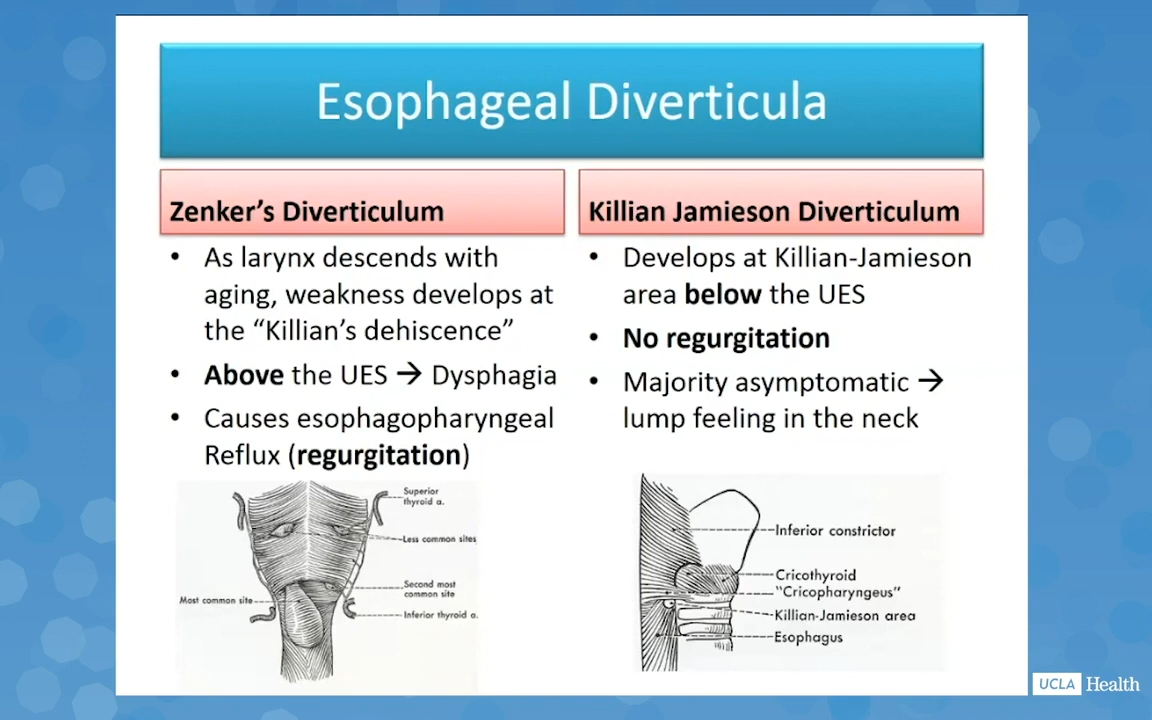 Esophageal Diverticula
Zenker's Diverticulum
• As larynx descends with
aging, weakness develops at
the “Killian's dehiscence”
• Above the UES → Dysphagia
• Causes esophagopharyngeal
Reflux (regurgitation)
Superior
thyroid a.
Less common sites
Second most
common site
Most common site
Inferior thyroid a.
Killian Jamieson Diverticulum
• Develops at Killian-Jamieson
area below the UES
• No regurgitation
• Majority asymptomatic →
lump feeling in the neck
Inferior constrictor
Cricothyroid
"Cricopharyngeus"
Killian-Jamieson area
Esophagus
UCLA Health